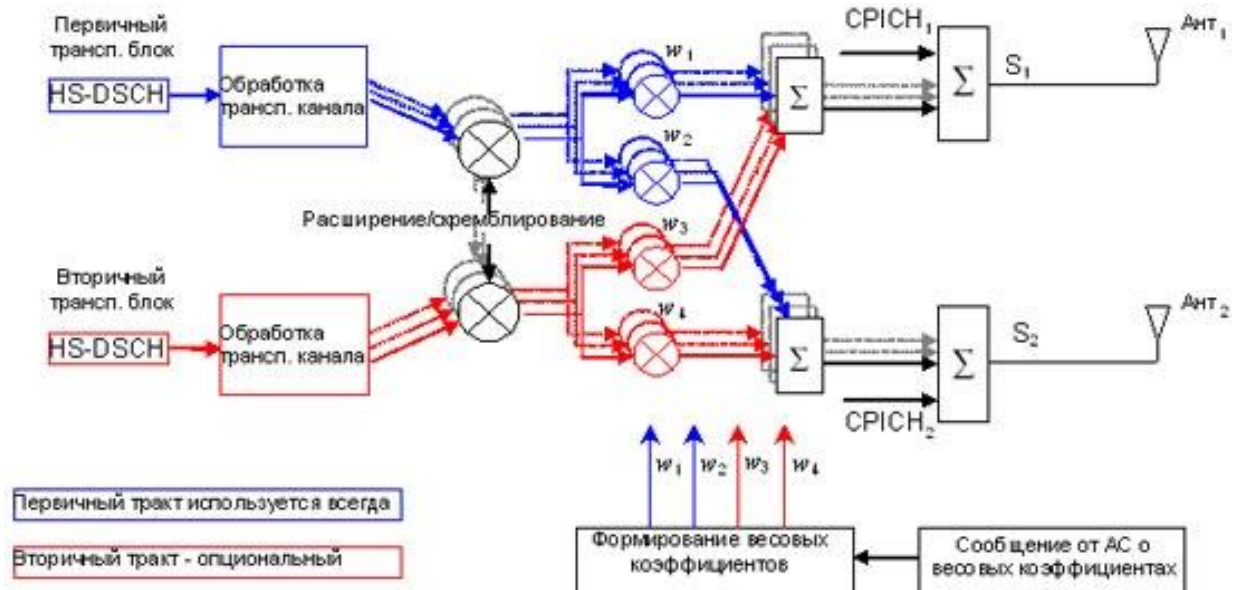 Первичный
трансп. блок
HS-DSCH
Обработка
трансп. канала
w₁
w₂
Σ
CPICH₁
Σ
S₁
Ант₁
Расширение/скремблирование
Вторичный
трансп. блок
HS-DSCH
Обработка
трансп. канала
w₃
w₄
Σ
CPICH₂
Σ
S₂
Ант₂
w₁ w₂ w₃ w₄
Первичный тракт используется всегда
Вторичный тракт - опциональный
Формирование весовых
коэффициентов
Сообщение от АС о
весовых коэффициентах